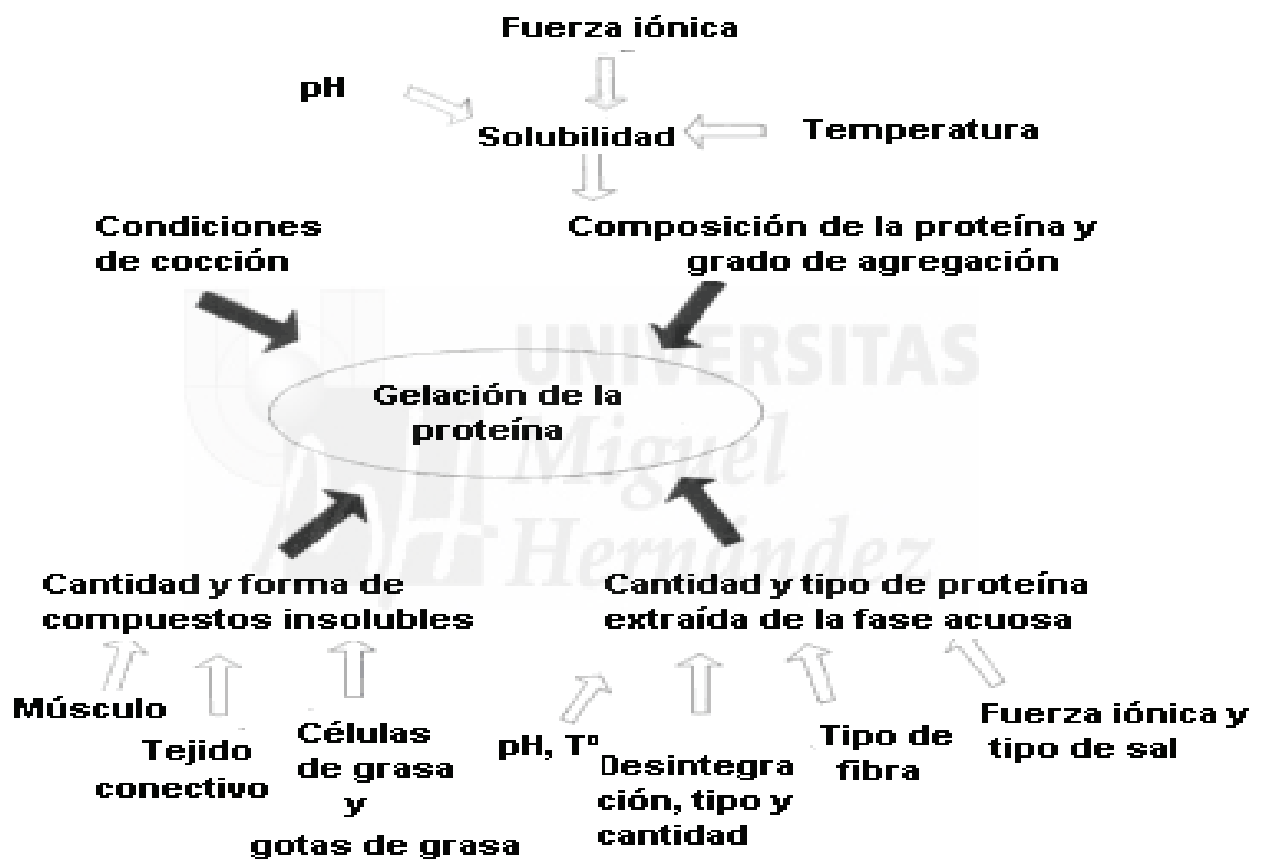 Fuerza iónica
pH
Solubilidad
Temperatura
Condiciones
de cocción
Composición de la proteína y
grado de agregación
UNIVERSITAS
Miguel
Hernández
Gelación de la
proteína
Cantidad y forma de
compuestos insolubles
Cantidad y tipo de proteína
extraída de la fase acuosa
Músculo
Tejido
conectivo
Células
de grasa
y
gotas de grasa
pH, Tº
Desintegra
ción, tipo y
cantidad
Tipo de
fibra
Fuerza iónica y
tipo de sal